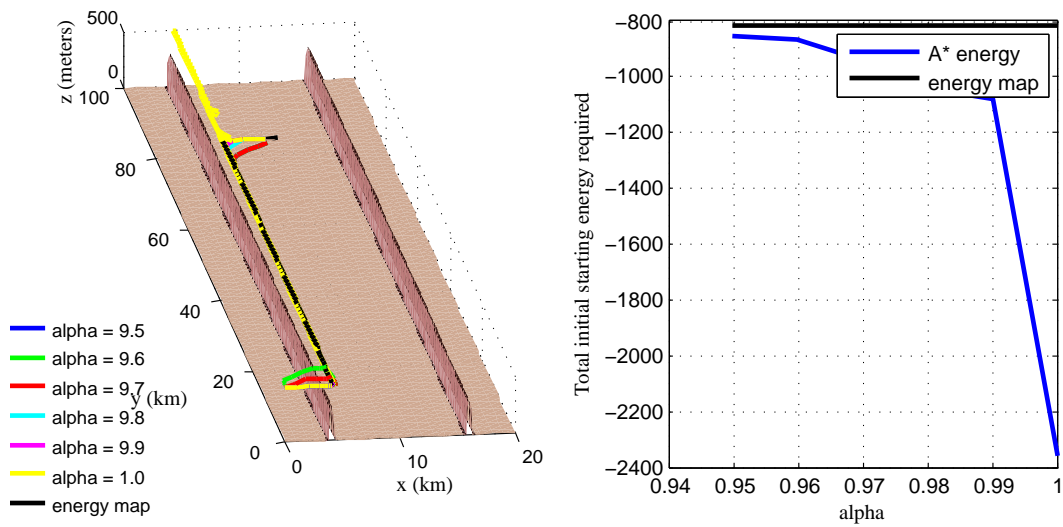 500
0
z (meters)
100
80
60
40
20
0
y (km)
0
10
20
x (km)
alpha = 9.5
alpha = 9.6
alpha = 9.7
alpha = 9.8
alpha = 9.9
alpha = 1.0
energy map
−800
−1000
−1200
−1400
−1600
−1800
−2000
−2200
−2400
Total initial starting energy required
0.94
0.95
0.96
0.97
0.98
0.99
1
alpha
A* energy
energy map